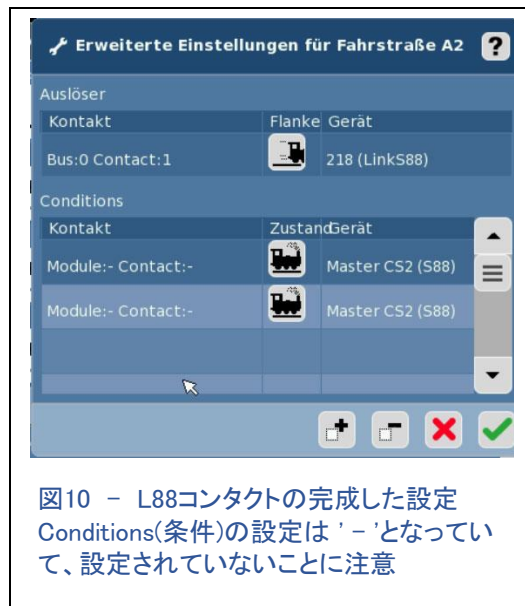 Erweiterte Einstellungen für Fahrstraße A2 ?
Auslöser
Kontakt Flanke Gerät
Bus:0 Contact:1 218 (LinkS88)
Conditions
Kontakt Zustand Gerät
Module:- Contact:- Master CS2 (S88)
Module:- Contact:- Master CS2 (S88)
図10 － L88コンタクトの完成した設定
Conditions(条件)の設定は ’－’となってい
て、設定されていないことに注意